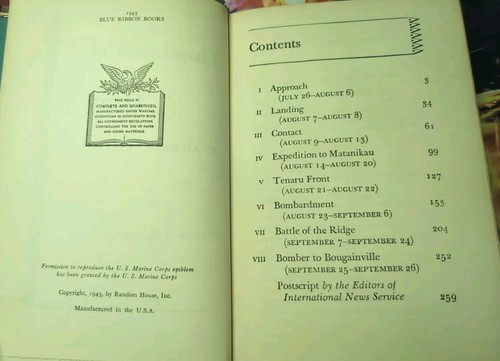 1943
BLUE RIBBON BOOKS
THIS BOOK IS
COMPLETE AND UNABRIDGED,
MANUFACTURED UNDER WARTIME
CONDITIONS IN CONFORMITY WITH
ALL GOVERNMENT REGULATIONS
CONTROLLING THE USE OF PAPER
AND OTHER MATERIALS.
Permission to reproduce the U. S. Marine Corps emblem
has been granted by the U. S. Marine Corps
Copyright, 1943, by Random House, Inc.
Manufactured in the U.S.A.
Contents
I Approach 3
(JULY 26–AUGUST 6)
II Landing 34
(AUGUST 7–AUGUST 8)
III Contact 61
(AUGUST 9–AUGUST 13)
IV Expedition to Matanikau 99
(AUGUST 14–AUGUST 20)
V Tenaru Front 127
(AUGUST 21–AUGUST 22)
VI Bombardment 153
(AUGUST 23–SEPTEMBER 6)
VII Battle of the Ridge 204
(SEPTEMBER 7–SEPTEMBER 24)
VIII Bomber to Bougainville 252
(SEPTEMBER 25–SEPTEMBER 26)
Postscript by the Editors of
International News Service 259